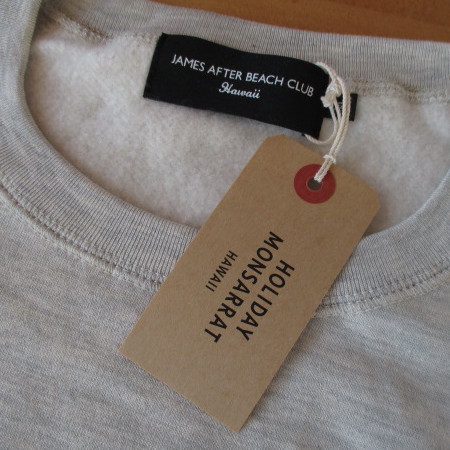 JAMES AFTER BEACH CLUB
Hawaii
HOLIDAY
MONSARRAT
HAWAII